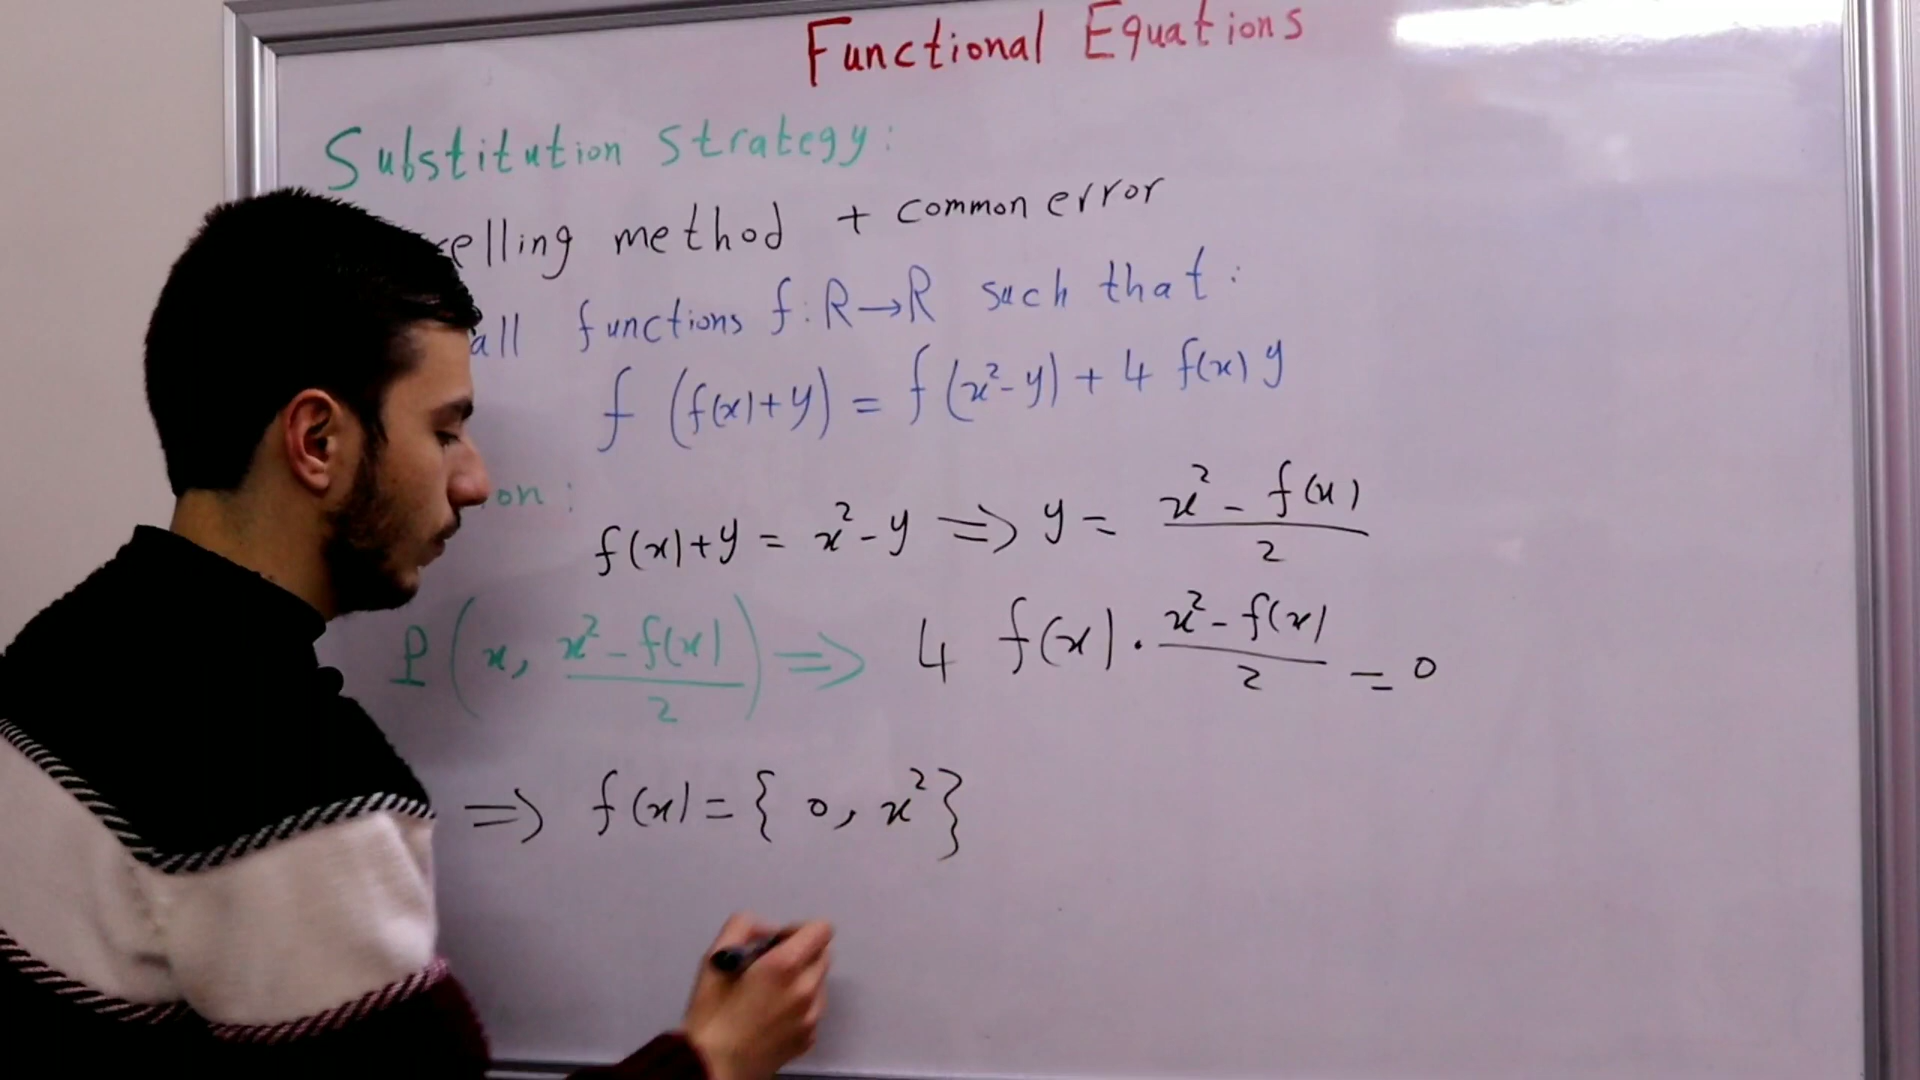 Functional Equations
Substitution strategy:
elling method + common error
all functions f: R→R such that:
f (f(x)+y) = f(x²-y) + 4 f(x) y
on:
f(x)+y = x²-y ⇒ y = (x² - f(x))/2
P(x, (x² - f(x))/2) ⇒ 4 f(x) · (x² - f(x))/2 = 0
⇒ f(x) = { 0, x² }